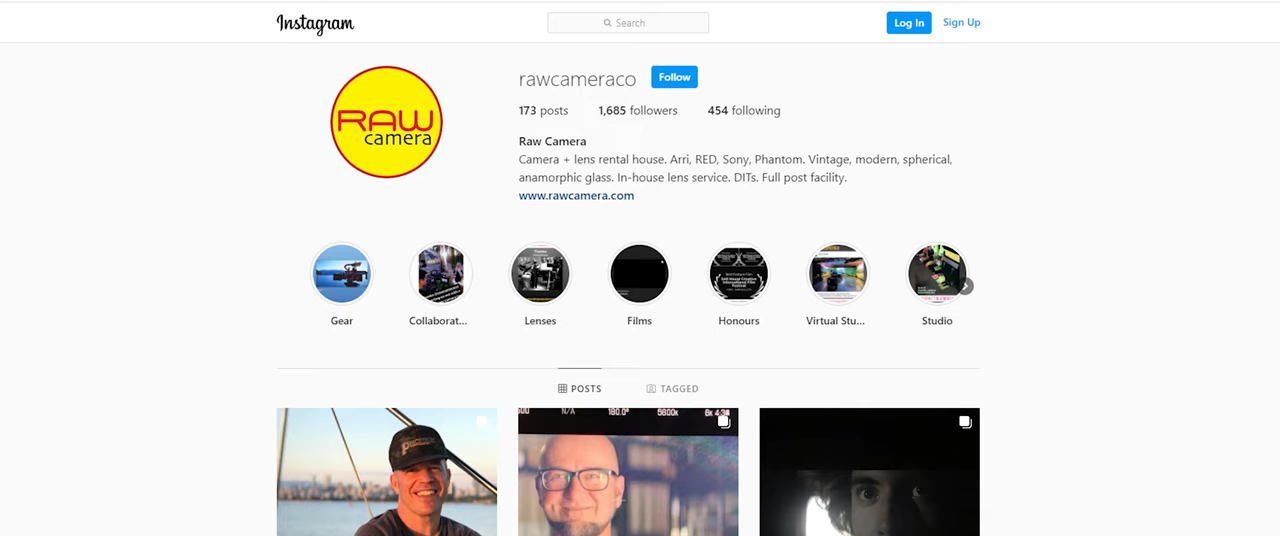 Instagram
Search
Log In
Sign Up
RAW
camera
rawcameraco
Follow
173 posts
1,685 followers
454 following
Raw Camera
Camera + lens rental house. Arri, RED, Sony, Phantom. Vintage, modern, spherical,
anamorphic glass. In-house lens service. DITs. Full post facility.
www.rawcamera.com
Gear
Collaborat...
Lenses
Films
Honours
Virtual Stu...
Studio
POSTS
TAGGED
N/A
180.0°
5600K